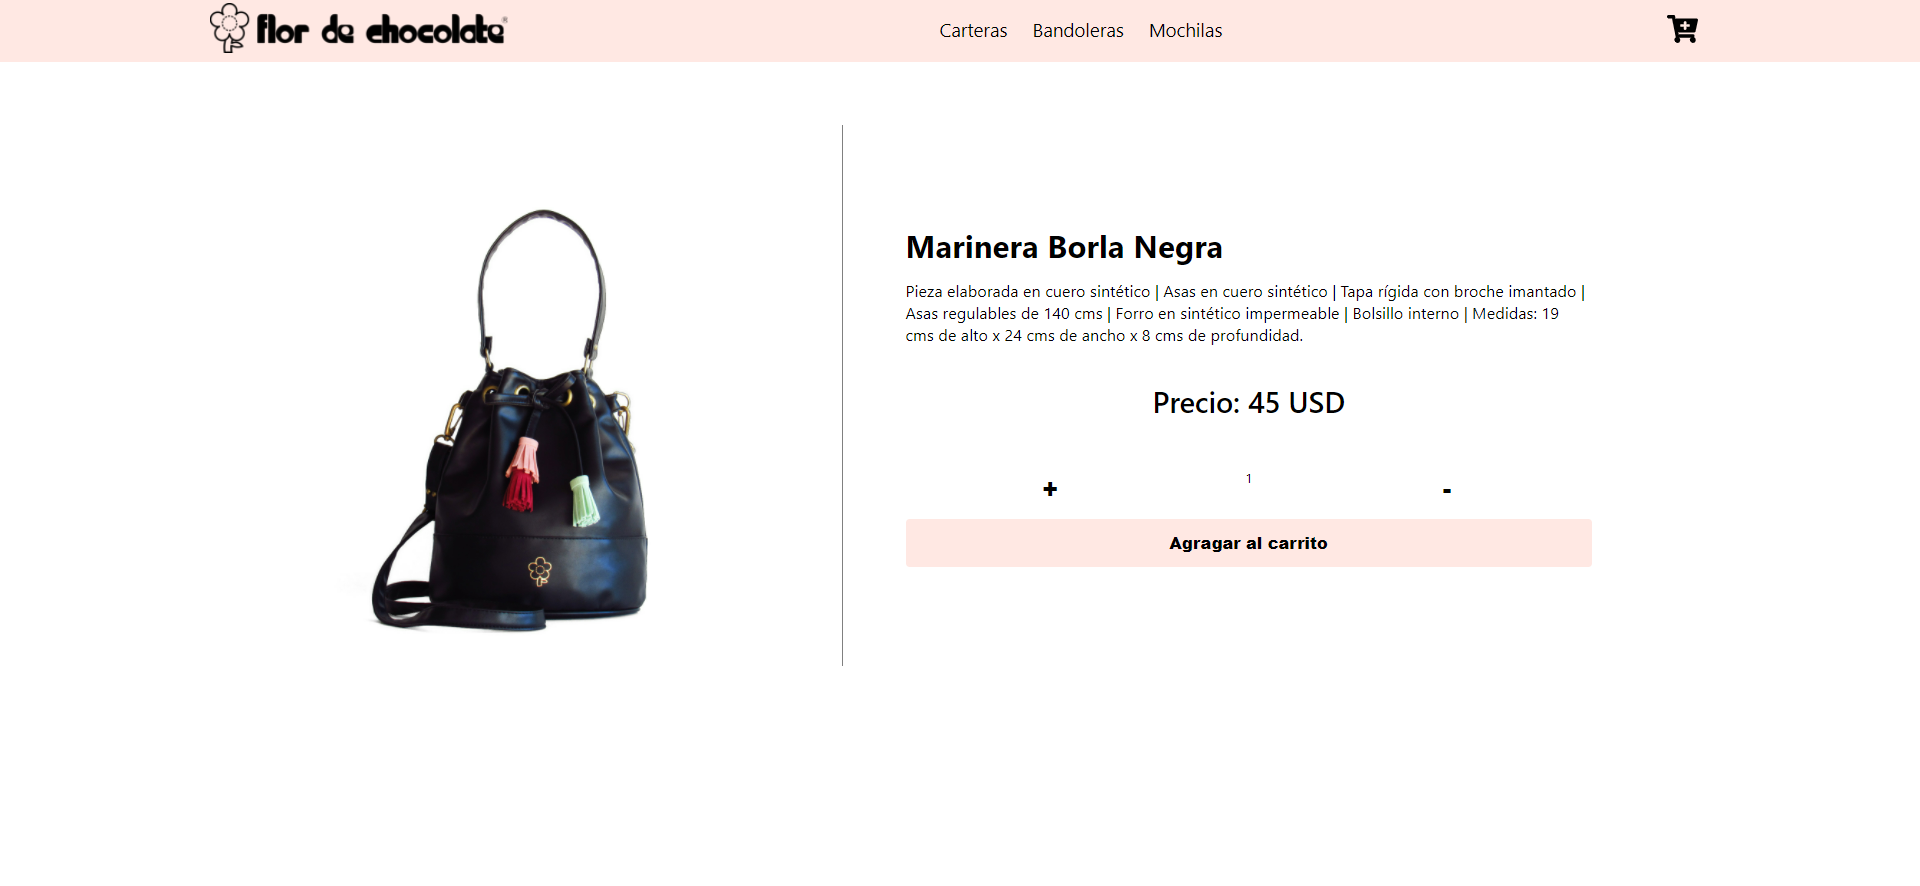 flor de chocolate®
Carteras Bandoleras Mochilas
Marinera Borla Negra
Pieza elaborada en cuero sintético | Asas en cuero sintético | Tapa rígida con broche imantado |
Asas regulables de 140 cms | Forro en sintético impermeable | Bolsillo interno | Medidas: 19
cms de alto x 24 cms de ancho x 8 cms de profundidad.
Precio: 45 USD
+ 1 -
Agragar al carrito